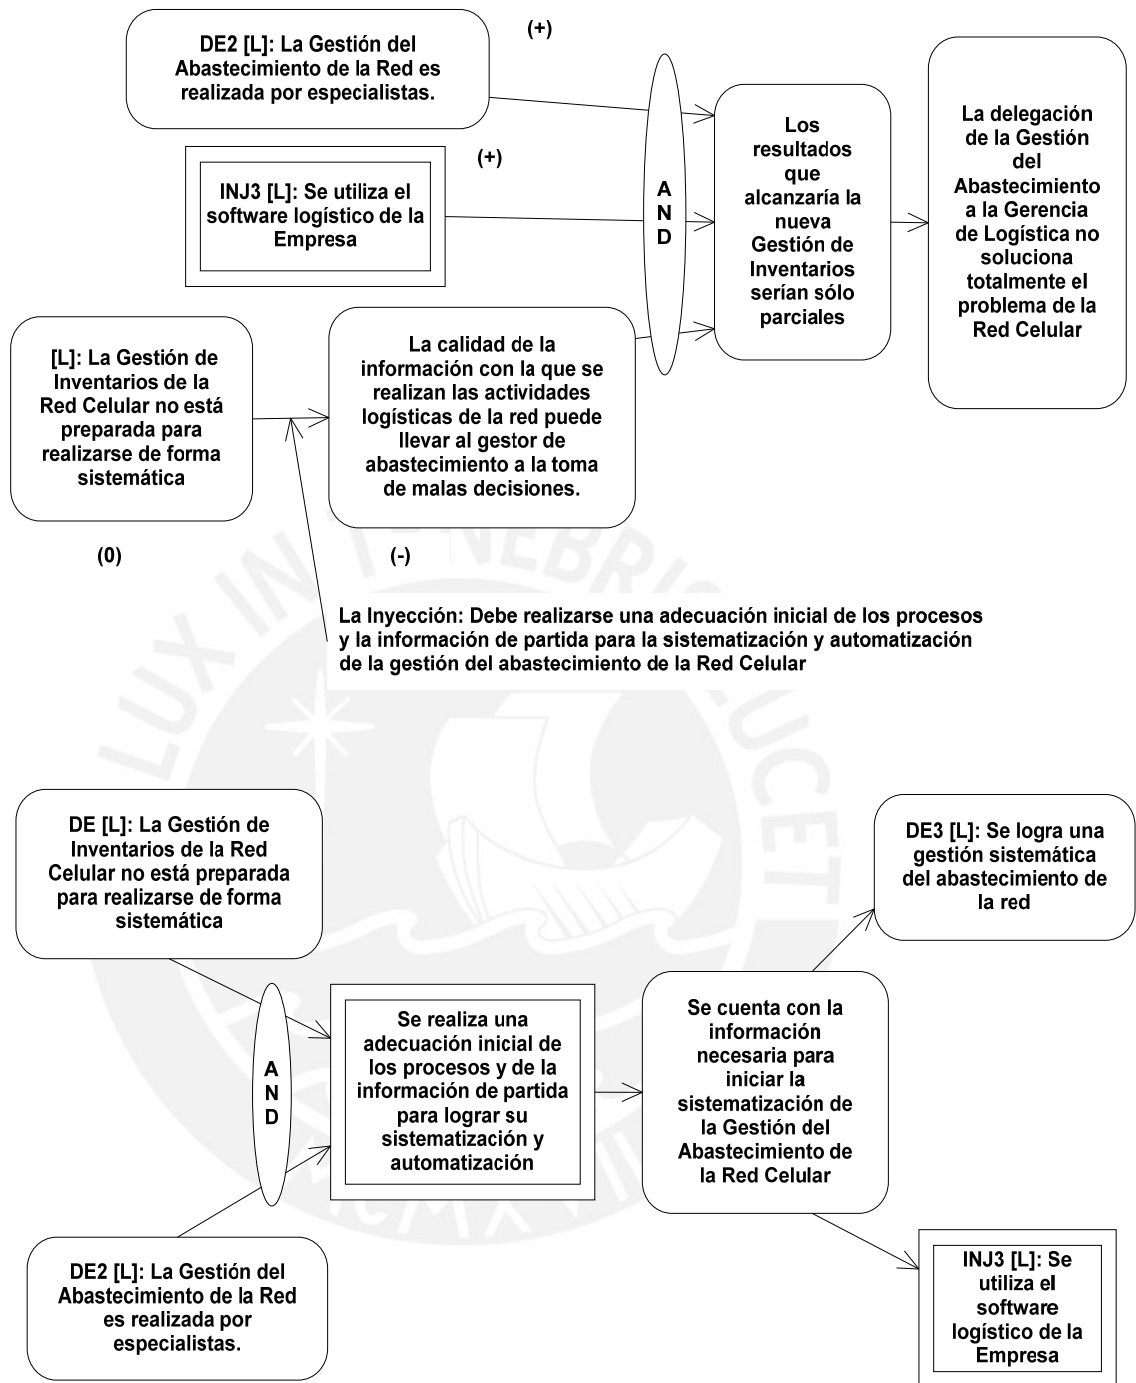 (+)
DE2 [L]: La Gestión del
Abastecimiento de la Red es
realizada por especialistas.
(+)
INJ3 [L]: Se utiliza el
software logístico de la
Empresa
A
N
D
Los
resultados
que
alcanzaría la
nueva
Gestión de
Inventarios
serían sólo
parciales
La delegación
de la Gestión
del
Abastecimiento
a la Gerencia
de Logística no
soluciona
totalmente el
problema de la
Red Celular
[L]: La Gestión de
Inventarios de la
Red Celular no está
preparada para
realizarse de forma
sistemática
(0)
La calidad de la
información con la que se
realizan las actividades
logísticas de la red puede
llevar al gestor de
abastecimiento a la toma
de malas decisiones.
(-)
La Inyección: Debe realizarse una adecuación inicial de los procesos
y la información de partida para la sistematización y automatización
de la gestión del abastecimiento de la Red Celular
DE [L]: La Gestión de
Inventarios de la Red
Celular no está preparada
para realizarse de forma
sistemática
A
N
D
DE2 [L]: La Gestión del
Abastecimiento de la Red
es realizada por
especialistas.
Se realiza una
adecuación inicial de
los procesos y de la
información de partida
para lograr su
sistematización y
automatización
Se cuenta con la
información
necesaria para
iniciar la
sistematización de
la Gestión del
Abastecimiento de
la Red Celular
DE3 [L]: Se logra una
gestión sistemática
del abastecimiento de
la red
INJ3 [L]: Se
utiliza el
software
logístico de la
Empresa